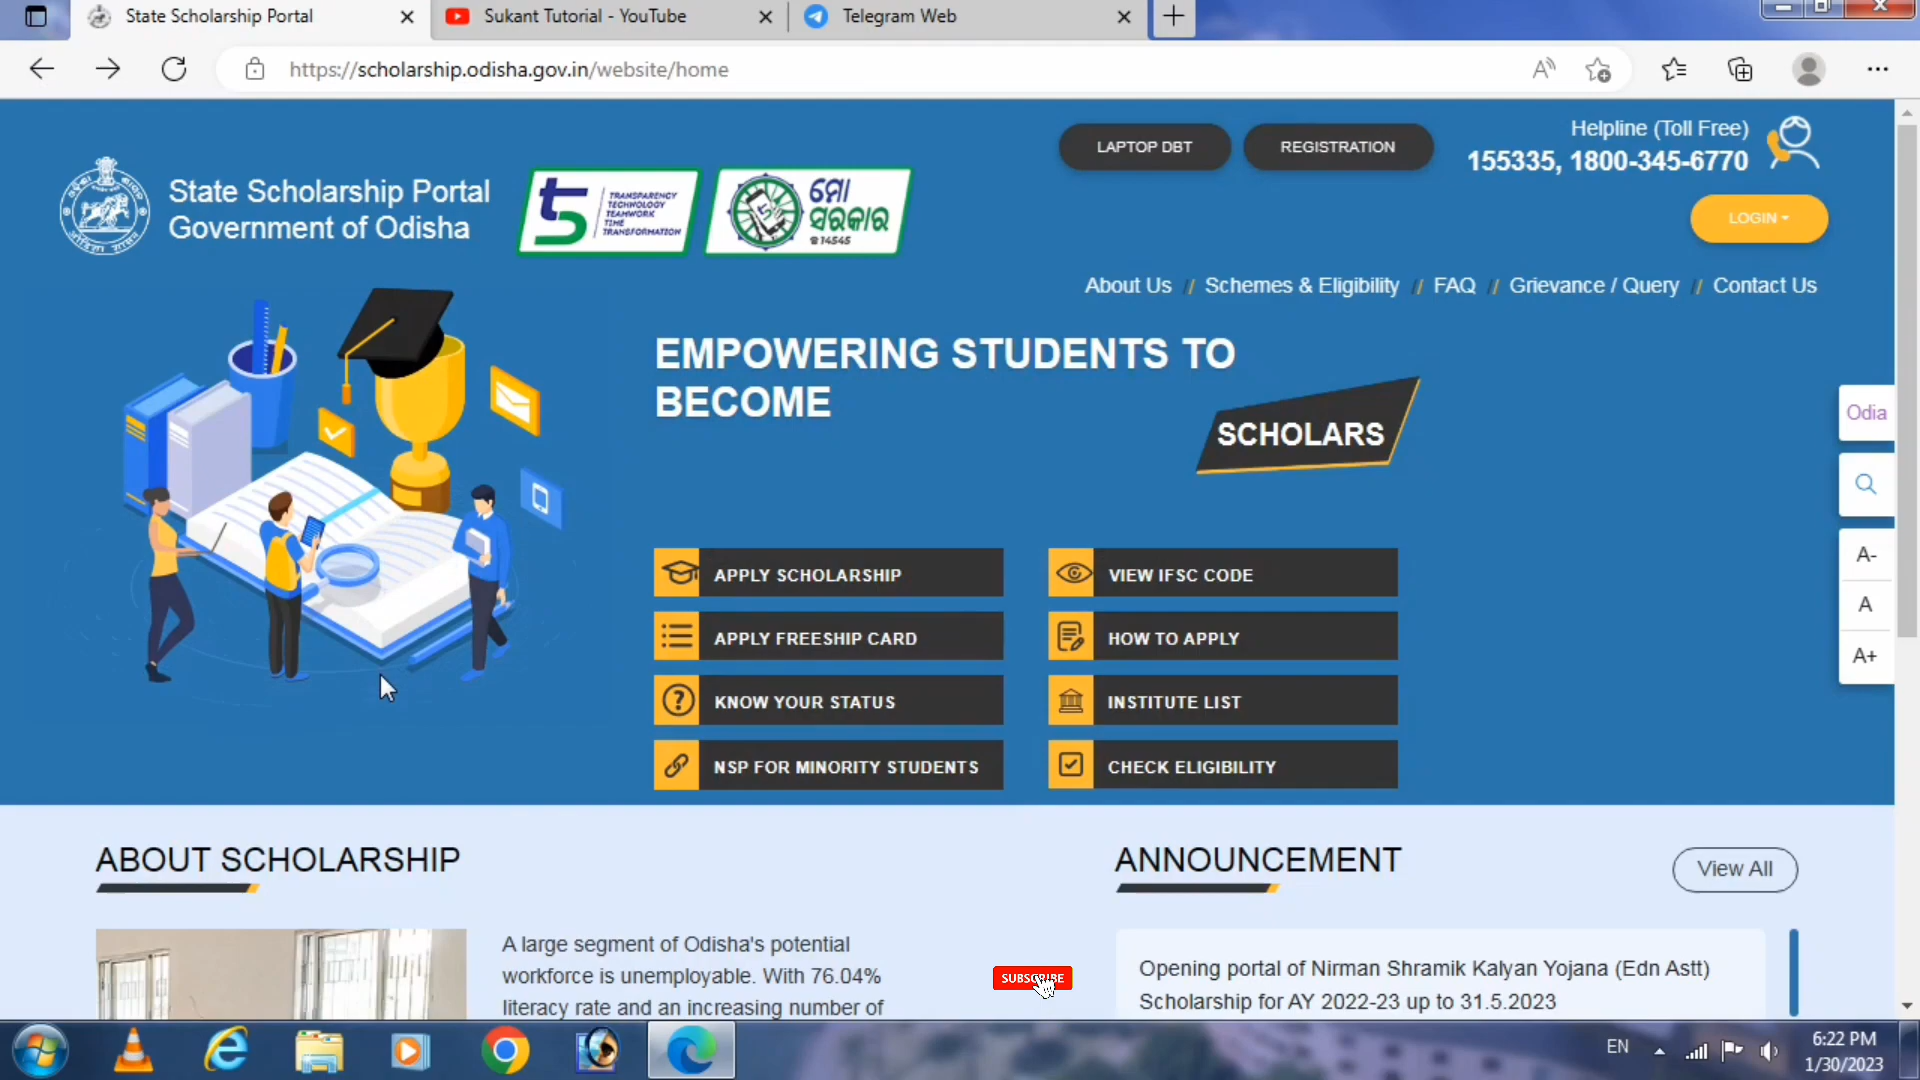 State Scholarship Portal
Sukant Tutorial - YouTube
Telegram Web
https://scholarship.odisha.gov.in/website/home
LAPTOP DBT
REGISTRATION
Helpline (Toll Free)
155335, 1800-345-6770
State Scholarship Portal
Government of Odisha
t5
TRANSPARENCY
TECHNOLOGY
TEAMWORK
TIME
TRANSFORMATION
ମୋ
ସରକାର
☎14545
LOGIN
About Us // Schemes & Eligibility // FAQ // Grievance / Query // Contact Us
EMPOWERING STUDENTS TO
BECOME
SCHOLARS
Odia
A-
A
A+
APPLY SCHOLARSHIP
VIEW IFSC CODE
APPLY FREESHIP CARD
HOW TO APPLY
KNOW YOUR STATUS
INSTITUTE LIST
NSP FOR MINORITY STUDENTS
CHECK ELIGIBILITY
ABOUT SCHOLARSHIP
ANNOUNCEMENT
View All
A large segment of Odisha's potential
workforce is unemployable. With 76.04%
literacy rate and an increasing number of
SUBSCRIBE
Opening portal of Nirman Shramik Kalyan Yojana (Edn Astt)
Scholarship for AY 2022-23 up to 31.5.2023
EN
6:22 PM
1/30/2023